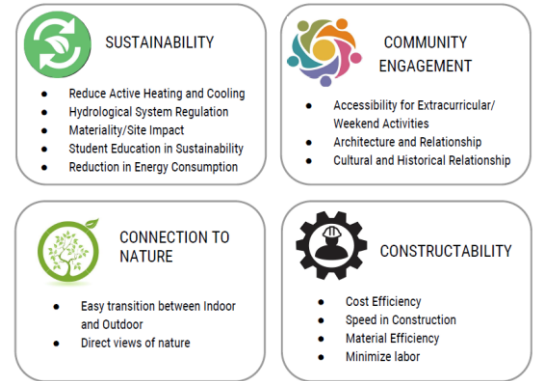 SUSTAINABILITY
● Reduce Active Heating and Cooling
● Hydrological System Regulation
● Materiality/Site Impact
● Student Education in Sustainability
● Reduction in Energy Consumption
COMMUNITY
ENGAGEMENT
● Accessibility for Extracurricular/
Weekend Activities
● Architecture and Relationship
● Cultural and Historical Relationship
CONNECTION TO
NATURE
● Easy transition between Indoor
and Outdoor
● Direct views of nature
CONSTRUCTABILITY
● Cost Efficiency
● Speed in Construction
● Material Efficiency
● Minimize labor